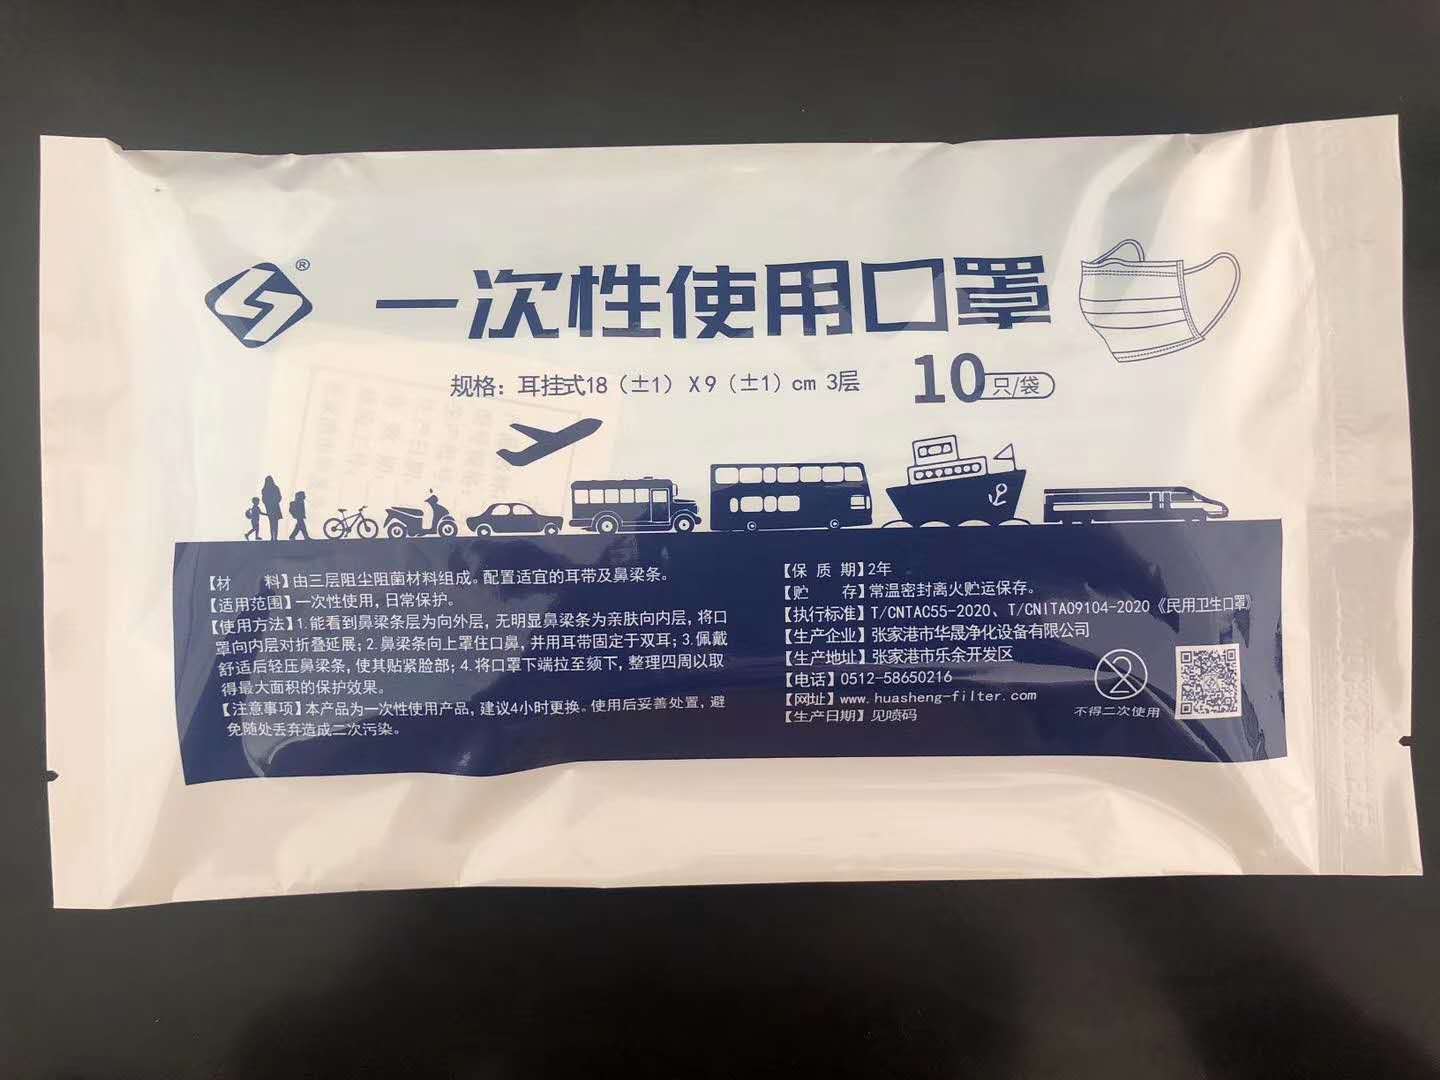 ®
一次性使用口罩
规格：耳挂式18（±1）X9（±1）cm 3层
10只/袋
【材 料】由三层阻尘阻菌材料组成。配置适宜的耳带及鼻梁条。
【适用范围】一次性使用，日常保护。
【使用方法】1.能看到鼻梁条层为向外层，无明显鼻梁条为亲肤向内层，将口
罩向内层对折叠延展；2.鼻梁条向上罩住口鼻，并用耳带固定于双耳；3.佩戴
舒适后轻压鼻梁条，使其贴紧脸部；4.将口罩下端拉至颏下，整理四周以取
得最大面积的保护效果。
【注意事项】本产品为一次性使用产品，建议4小时更换。使用后妥善处置，避
免随处丢弃造成二次污染。
【保 质 期】2年
【贮 存】常温密封离火贮运保存。
【执行标准】T/CNTAC55-2020、T/CNITA09104-2020《民用卫生口罩》
【生产企业】张家港市华晟净化设备有限公司
【生产地址】张家港市乐余开发区
【电话】0512-58650216
【网址】www.huasheng-filter.com
【生产日期】见喷码
2
不得二次使用